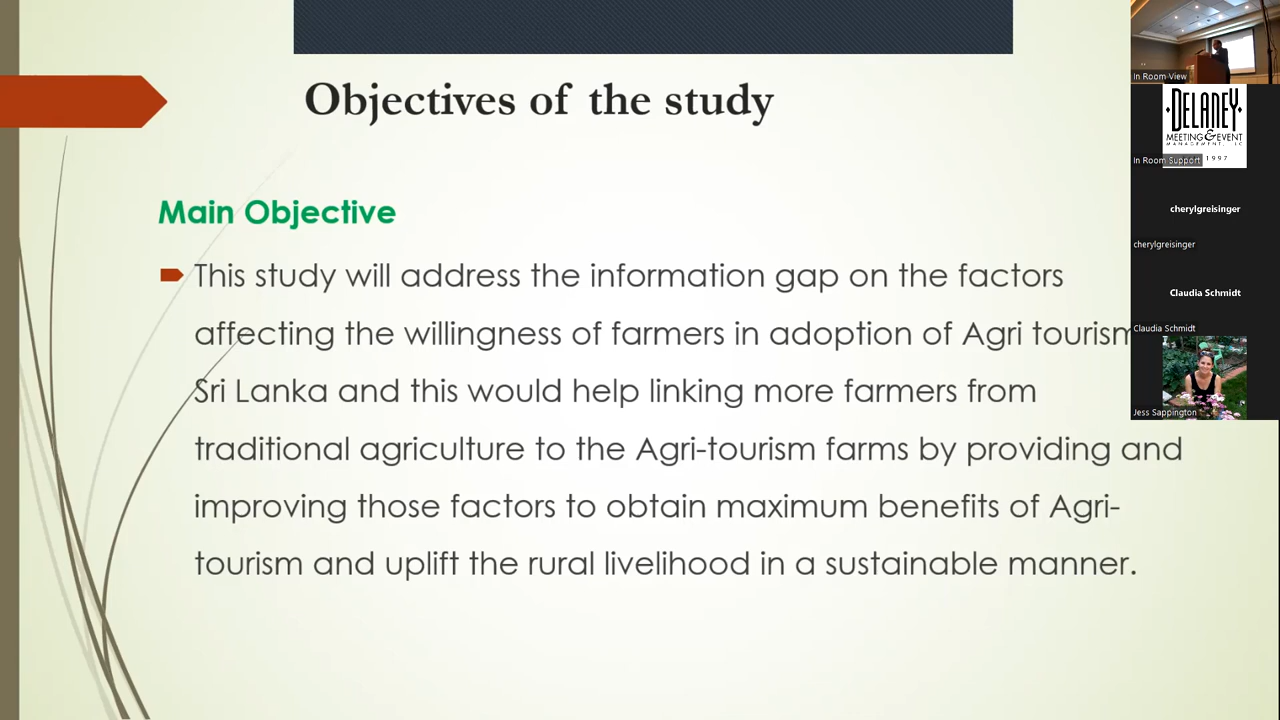 Objectives of the study
Main Objective
This study will address the information gap on the factors
affecting the willingness of farmers in adoption of Agri tourism
Sri Lanka and this would help linking more farmers from
traditional agriculture to the Agri-tourism farms by providing and
improving those factors to obtain maximum benefits of Agri-
tourism and uplift the rural livelihood in a sustainable manner.
In Room View
DELANEY
MEETING & EVENT
MANAGEMENT, LLC
In Room Support
1997
cherylgreisinger
cherylgreisinger
Claudia Schmidt
Claudia Schmidt
Jess Sappington